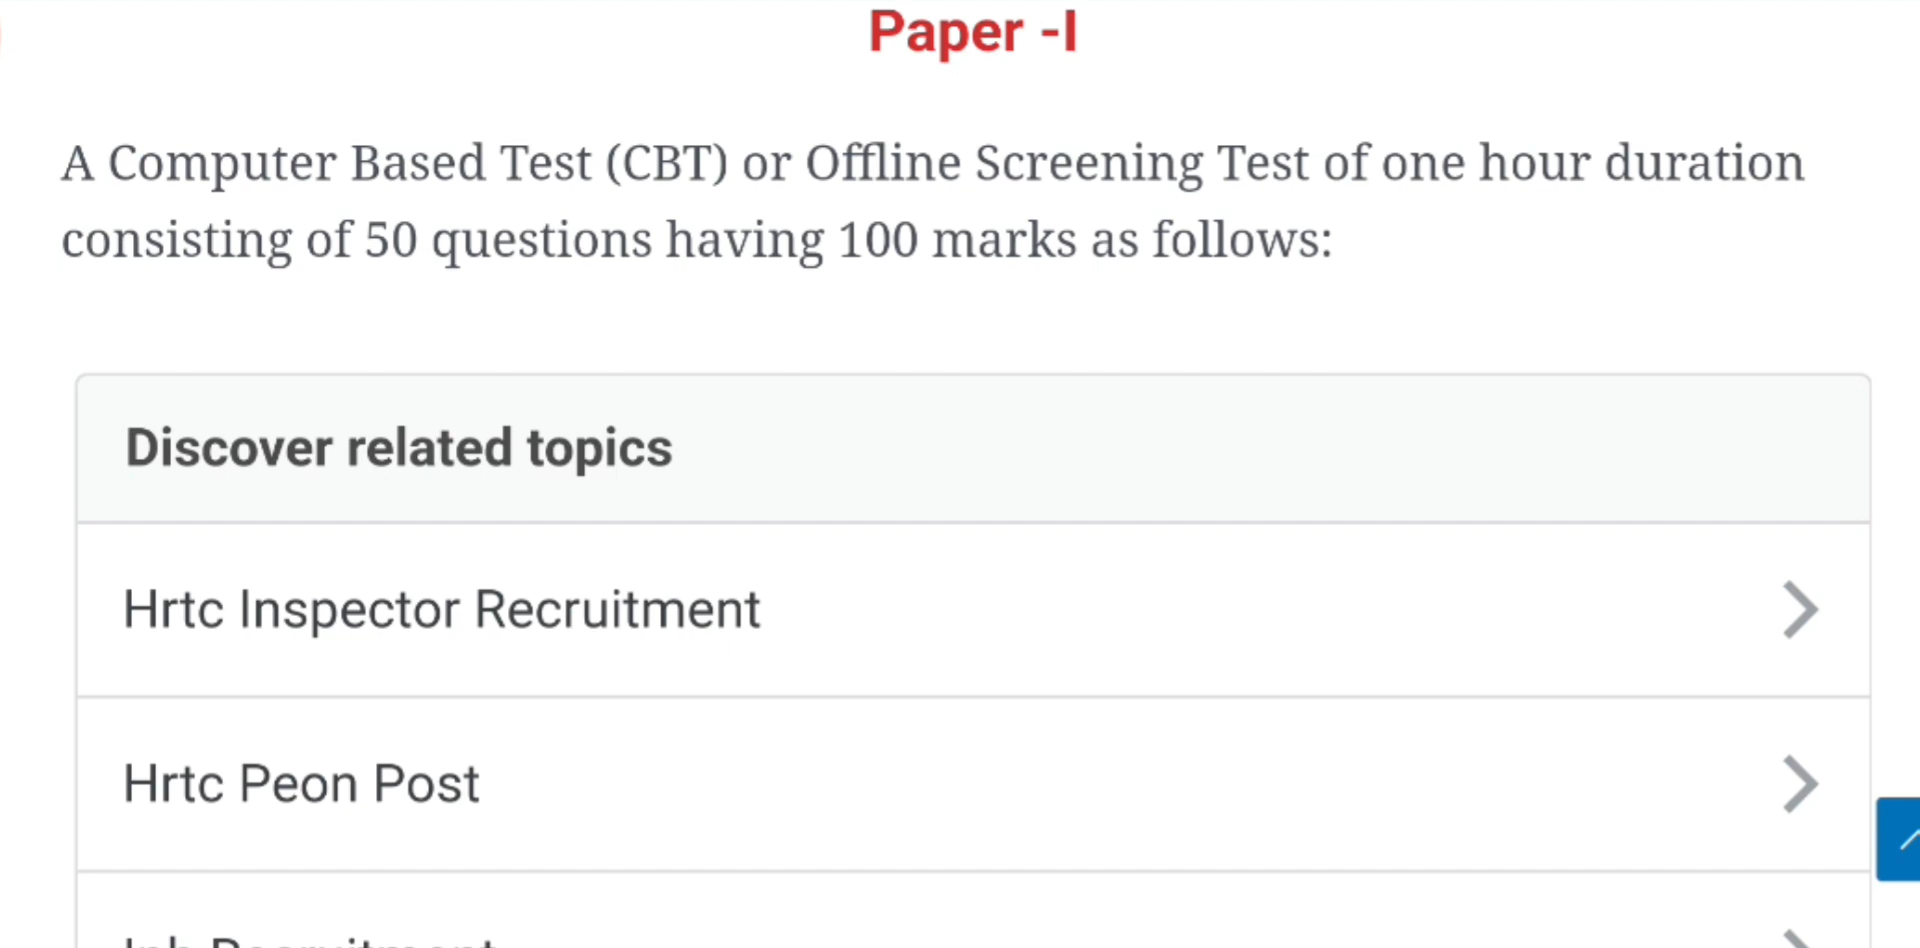 Paper -I
A Computer Based Test (CBT) or Offline Screening Test of one hour duration
consisting of 50 questions having 100 marks as follows:
Discover related topics
Hrtc Inspector Recruitment
Hrtc Peon Post
Recruitment